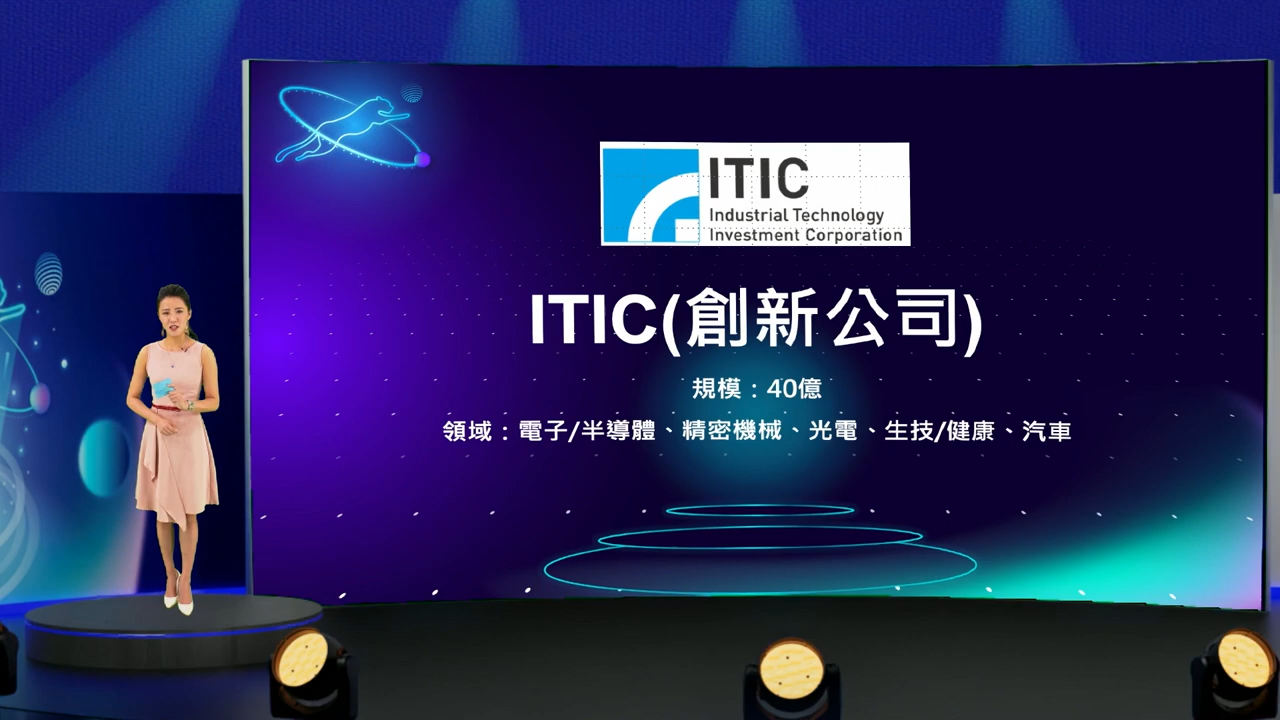 ITIC
Industrial Technology
Investment Corporation
ITIC(創新公司)
規模：40億
領域：電子/半導體、精密機械、光電、生技/健康、汽車